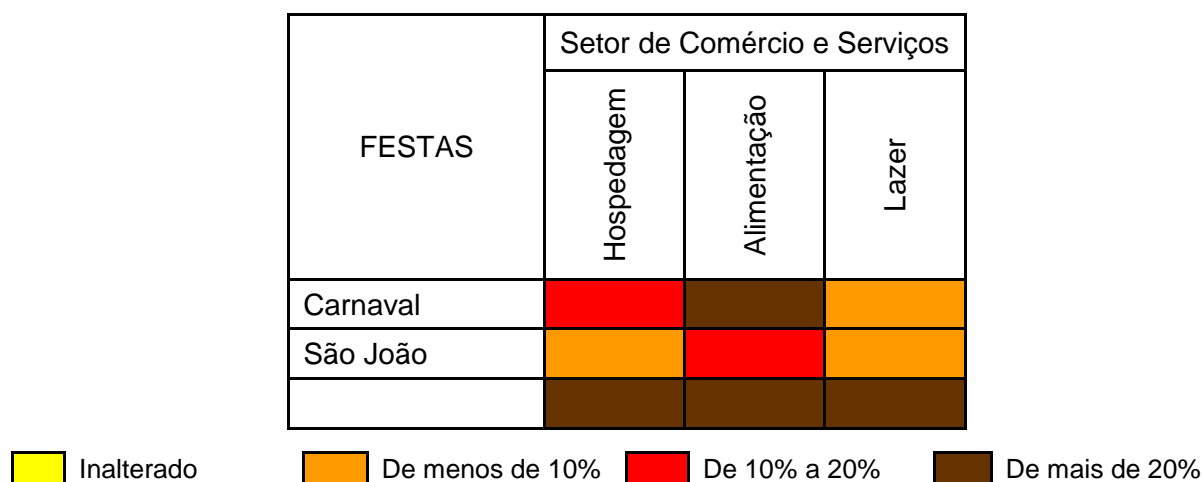 Setor de Comércio e Serviços
FESTAS
Hospedagem
Alimentação
Lazer
Carnaval
São João
Inalterado
De menos de 10%
De 10% a 20%
De mais de 20%